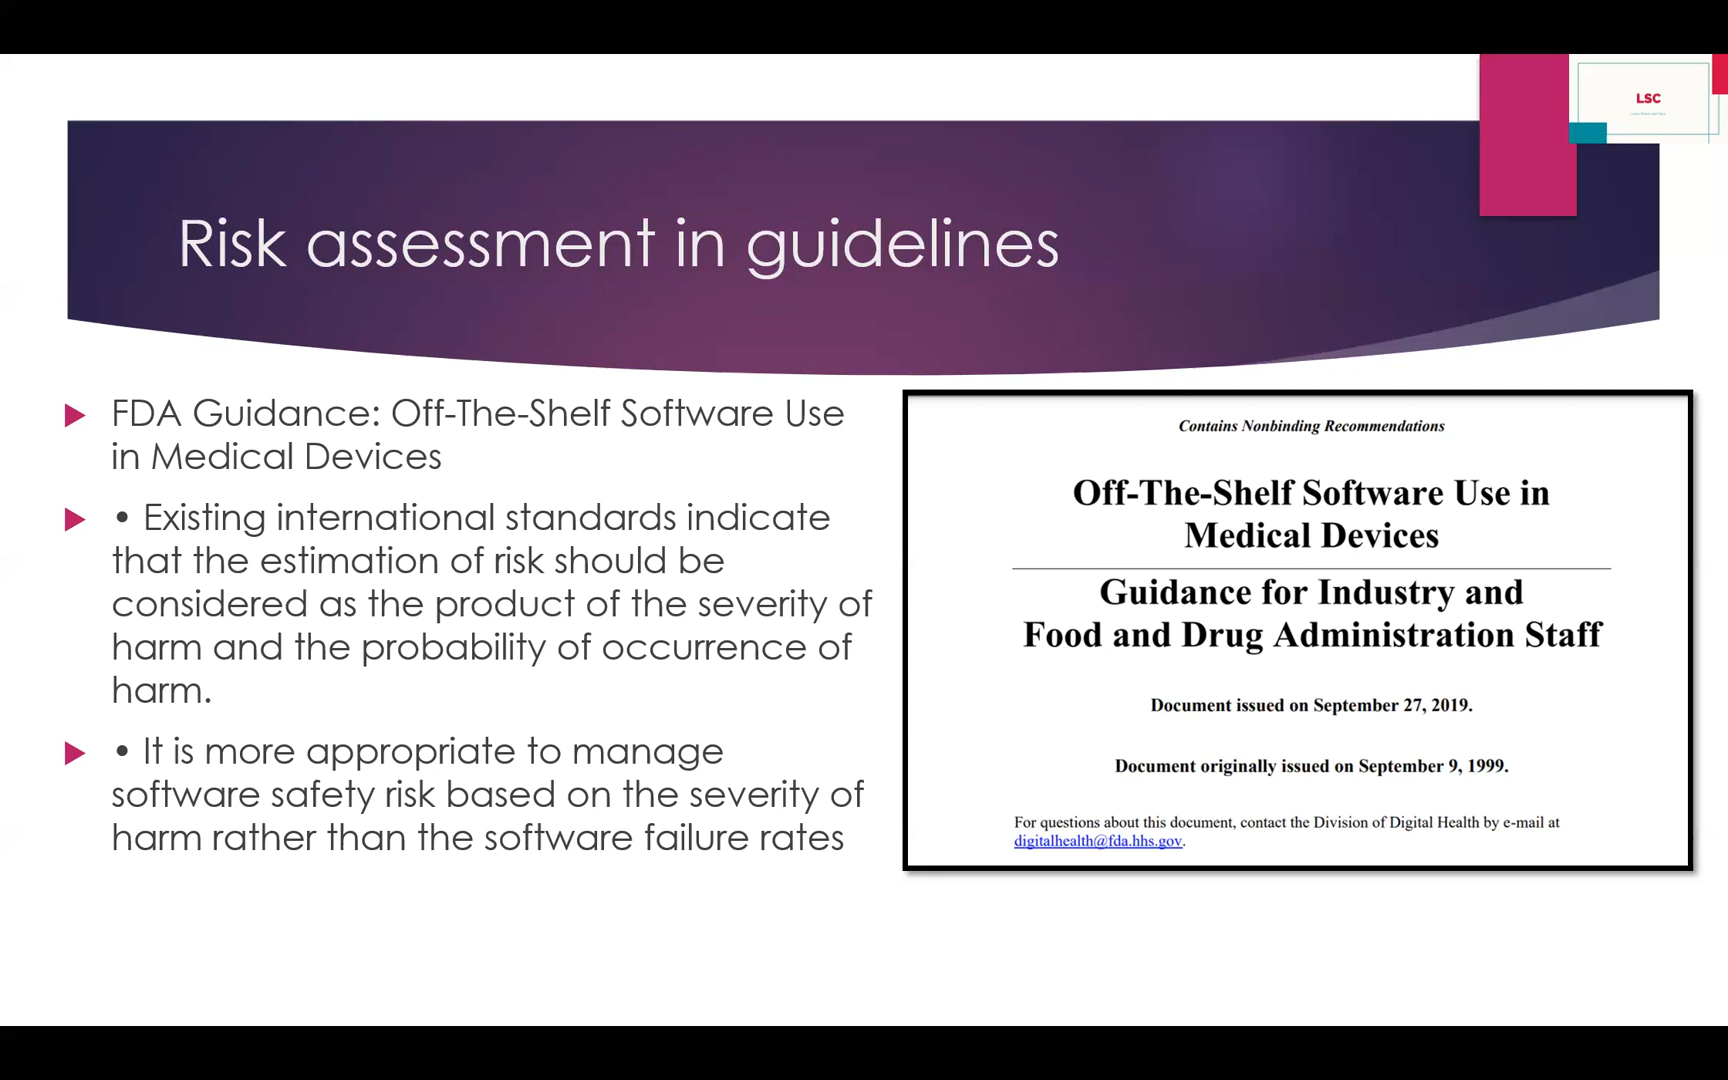 LSC
Risk assessment in guidelines
FDA Guidance: Off-The-Shelf Software Use
in Medical Devices
• Existing international standards indicate
that the estimation of risk should be
considered as the product of the severity of
harm and the probability of occurrence of
harm.
• It is more appropriate to manage
software safety risk based on the severity of
harm rather than the software failure rates
Contains Nonbinding Recommendations
Off-The-Shelf Software Use in
Medical Devices
Guidance for Industry and
Food and Drug Administration Staff
Document issued on September 27, 2019.
Document originally issued on September 9, 1999.
For questions about this document, contact the Division of Digital Health by e-mail at
digitalhealth@fda.hhs.gov.